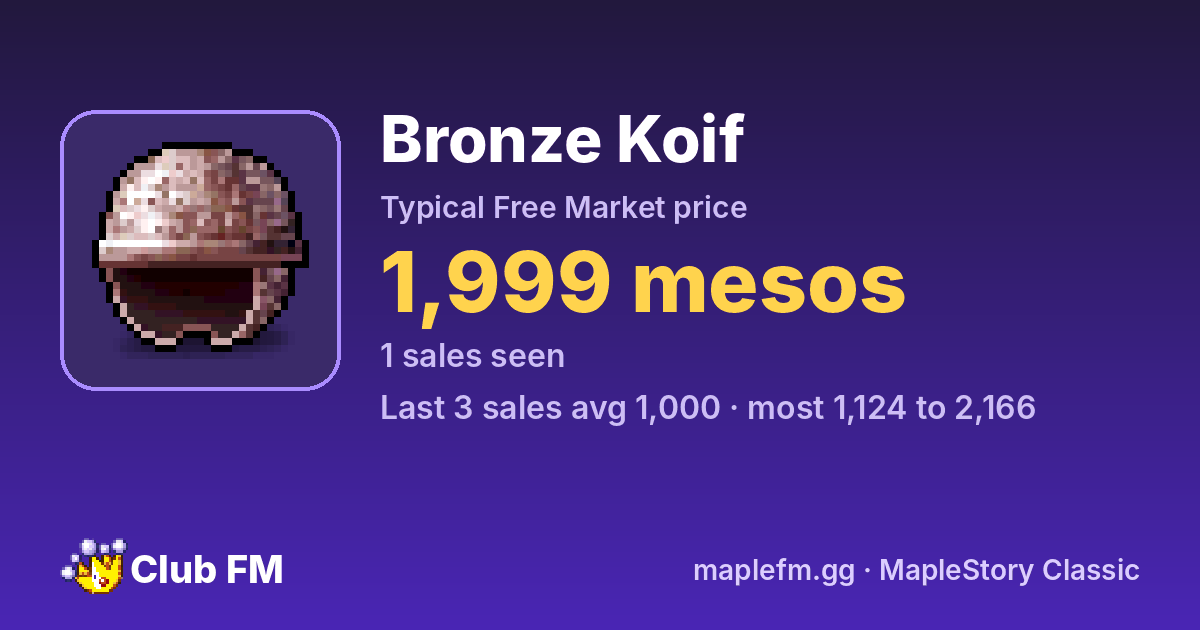 Bronze Koif
Typical Free Market price
1,999 mesos
1 sales seen
Last 3 sales avg 1,000 · most 1,124 to 2,166
Club FM
maplefm.gg · MapleStory Classic